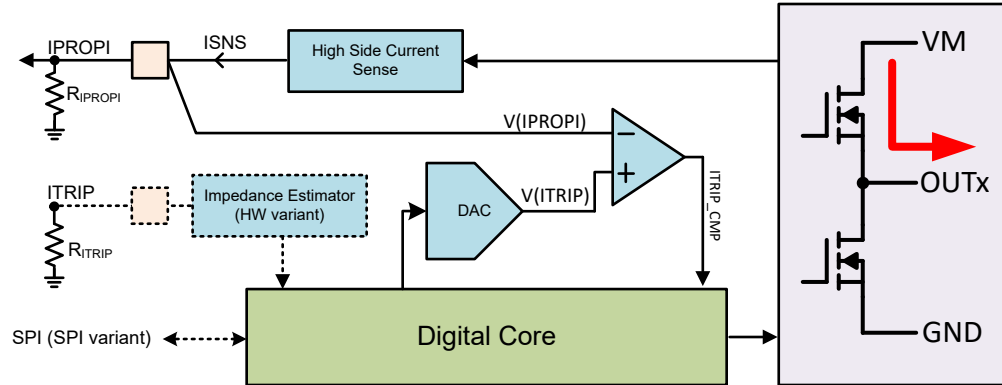 IPROPI
ISNS
High Side Current
Sense
VM
RIPROPI
V(IPROPI)
−
+
ITRIP
Impedance Estimator
(HW variant)
DAC
V(ITRIP)
ITRIP_CMP
OUTx
RITRIP
SPI (SPI variant)
Digital Core
GND